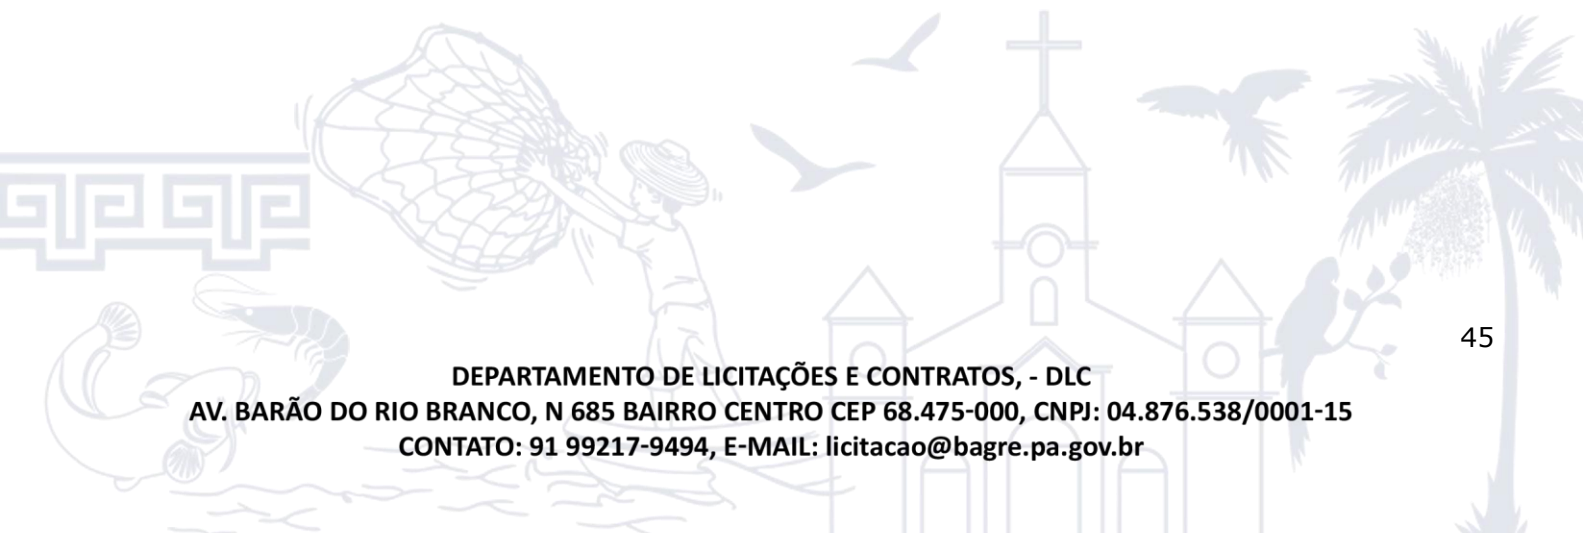 45
DEPARTAMENTO DE LICITAÇÕES E CONTRATOS, - DLC
AV. BARÃO DO RIO BRANCO, N 685 BAIRRO CENTRO CEP 68.475-000, CNPJ: 04.876.538/0001-15
CONTATO: 91 99217-9494, E-MAIL: licitacao@bagre.pa.gov.br